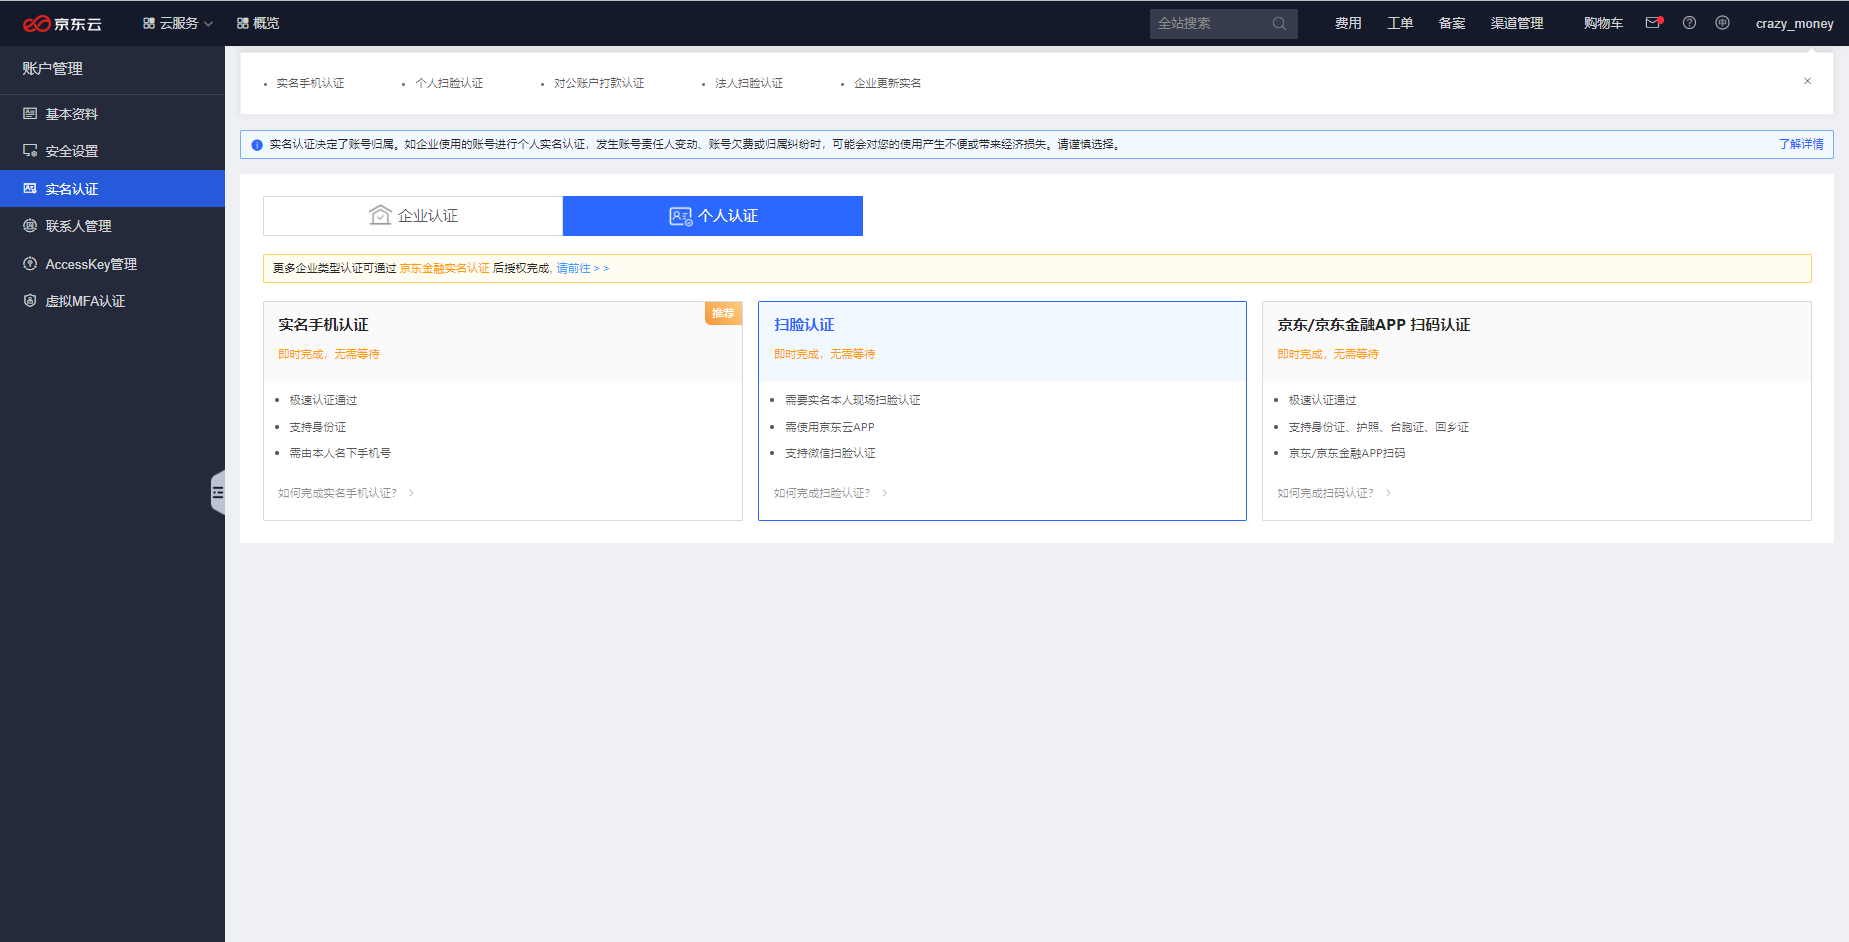 京东云
云服务
概览
全站搜索
费用
工单
备案
渠道管理
购物车
crazy_money
账户管理
基本资料
安全设置
实名认证
联系人管理
AccessKey管理
虚拟MFA认证
• 实名手机认证
• 个人扫脸认证
• 对公账户打款认证
• 法人扫脸认证
• 企业更新实名
实名认证决定了账号归属。如企业使用的账号进行个人实名认证，发生账号责任人变动、账号欠费或归属纠纷时，可能会对您的使用产生不便或带来经济损失。请谨慎选择。
了解详情
企业认证
个人认证
更多企业类型认证可通过 京东金融实名认证 后授权完成, 请前往 > >
实名手机认证
推荐
即时完成，无需等待
• 极速认证通过
• 支持身份证
• 需由本人名下手机号
如何完成实名手机认证?
扫脸认证
即时完成，无需等待
• 需要实名本人现场扫脸认证
• 需使用京东云APP
• 支持微信扫脸认证
如何完成扫脸认证?
京东/京东金融APP 扫码认证
即时完成，无需等待
• 极速认证通过
• 支持身份证、护照、台胞证、回乡证
• 京东/京东金融APP扫码
如何完成扫码认证?